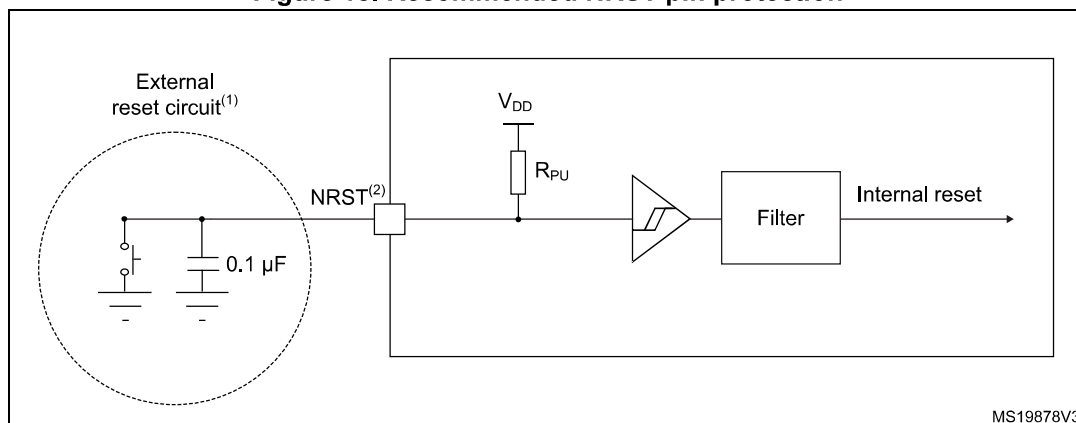 External
reset circuit(1)
VDD
RPU
NRST(2)
Filter
Internal reset
0.1 μF
MS19878V3